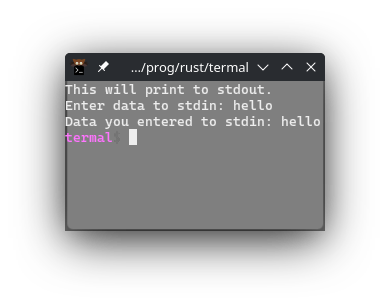 .../prog/rust/termal
This will print to stdout.
Enter data to stdin: hello
Data you entered to stdin: hello
termal$